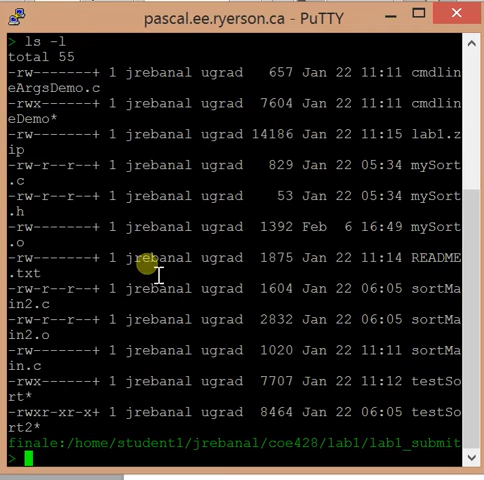 pascal.ee.ryerson.ca - PuTTY
> ls -l
total 55
-rw-------+ 1 jrebanal ugrad   657 Jan 22 11:11 cmdlin
eArgsDemo.c
-rwx------+ 1 jrebanal ugrad  7604 Jan 22 11:11 cmdlin
eDemo*
-rw-------+ 1 jrebanal ugrad 14186 Jan 22 11:15 lab1.z
ip
-rw-r--r--+ 1 jrebanal ugrad   829 Jan 22 05:34 mySort
.c
-rw-r--r--+ 1 jrebanal ugrad    53 Jan 22 05:34 mySort
.h
-rw-------+ 1 jrebanal ugrad  1392 Feb  6 16:49 mySort
.o
-rw-------+ 1 jrebanal ugrad  1875 Jan 22 11:14 README
.txt
-rw-r--r--+ 1 jrebanal ugrad  1604 Jan 22 06:05 sortMa
in2.c
-rw-r--r--+ 1 jrebanal ugrad  2832 Jan 22 06:05 sortMa
in2.o
-rw-------+ 1 jrebanal ugrad  1020 Jan 22 11:11 sortMa
in.c
-rwx------+ 1 jrebanal ugrad  7707 Jan 22 11:12 testSo
rt*
-rwxr-xr-x+ 1 jrebanal ugrad  8464 Jan 22 06:05 testSo
rt2*
finale:/home/student1/jrebanal/coe428/lab1/lab1_submit
>